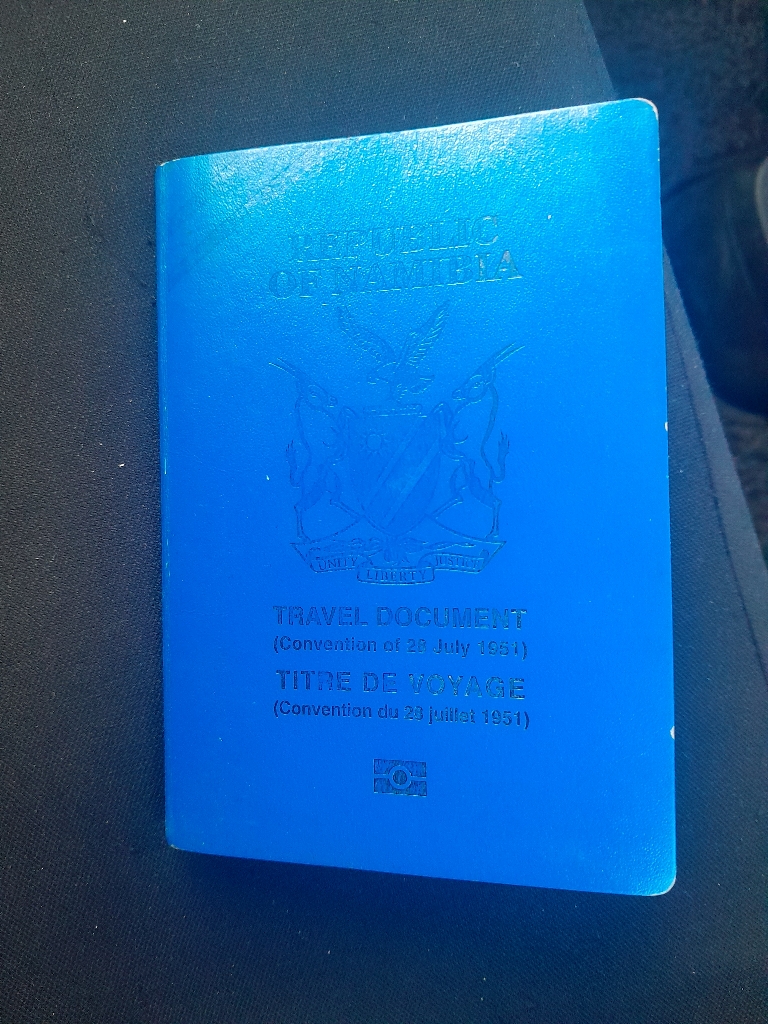 REPUBLIC
OF NAMIBIA
UNITY LIBERTY JUSTICE
TRAVEL DOCUMENT
(Convention of 28 July 1951)
TITRE DE VOYAGE
(Convention du 28 juillet 1951)